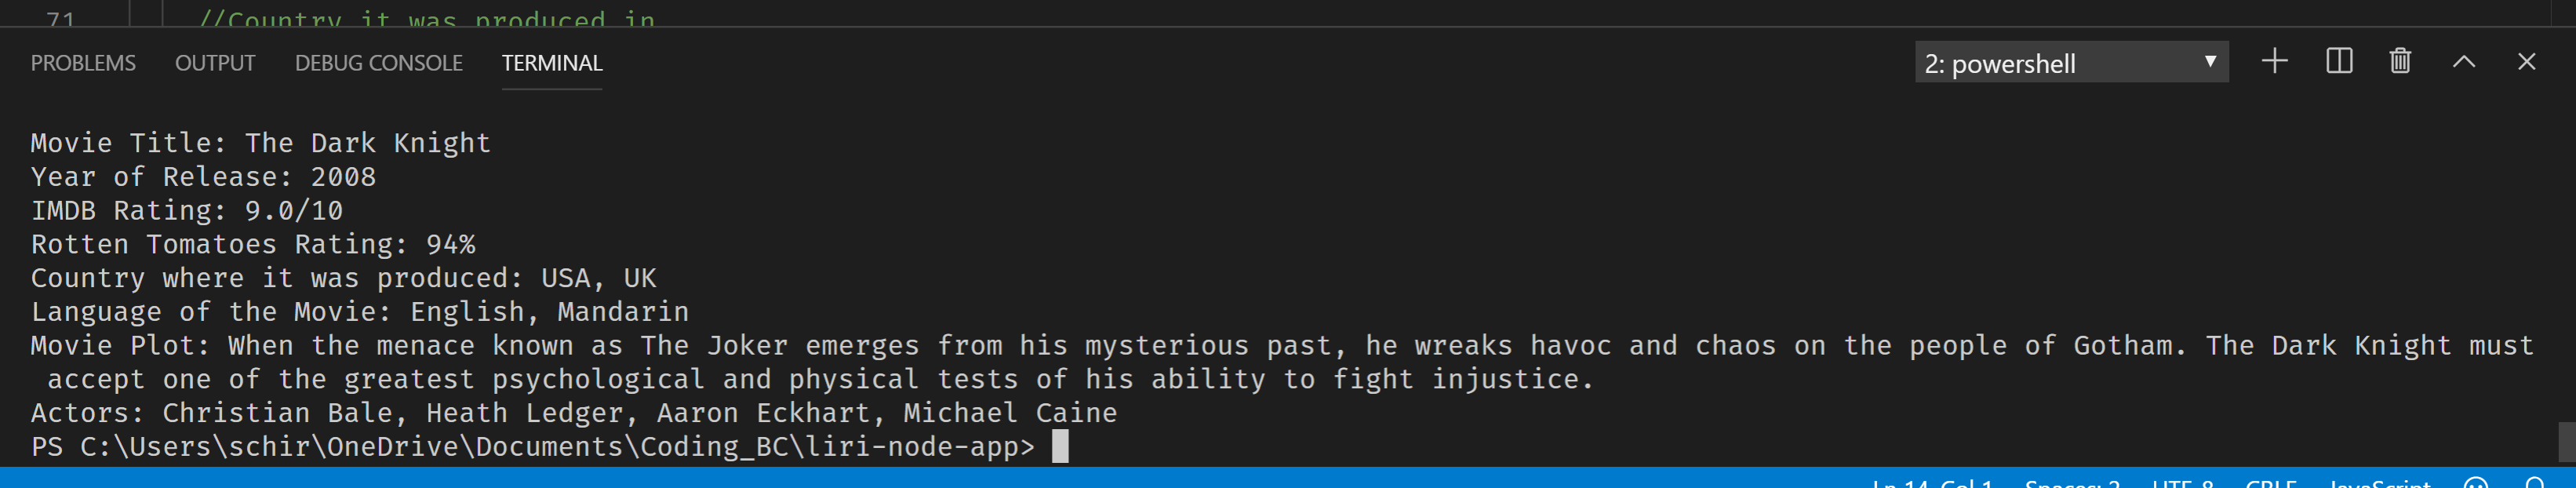 71 //Country it was produced in
PROBLEMS OUTPUT DEBUG CONSOLE TERMINAL 2: powershell
Movie Title: The Dark Knight
Year of Release: 2008
IMDB Rating: 9.0/10
Rotten Tomatoes Rating: 94%
Country where it was produced: USA, UK
Language of the Movie: English, Mandarin
Movie Plot: When the menace known as The Joker emerges from his mysterious past, he wreaks havoc and chaos on the people of Gotham. The Dark Knight must
accept one of the greatest psychological and physical tests of his ability to fight injustice.
Actors: Christian Bale, Heath Ledger, Aaron Eckhart, Michael Caine
PS C:\Users\schir\OneDrive\Documents\Coding_BC\liri-node-app>
Ln 14, Col 1 Spaces: 2 UTF-8 CRLF JavaScript